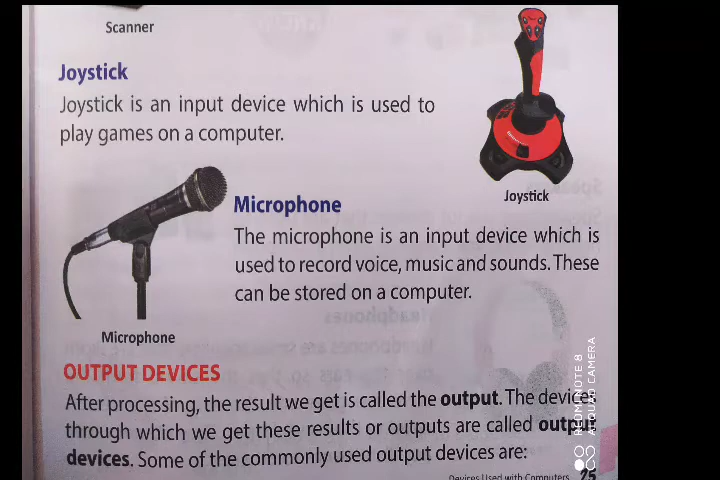 Scanner
Joystick
Joystick is an input device which is used to
play games on a computer.
Joystick
Microphone
The microphone is an input device which is
used to record voice, music and sounds. These
can be stored on a computer.
Microphone
OUTPUT DEVICES
After processing, the result we get is called the output. The devices
through which we get these results or outputs are called output
devices. Some of the commonly used output devices are:
Devices Used with Computers 25
REDMI NOTE 8
AI QUAD CAMERA